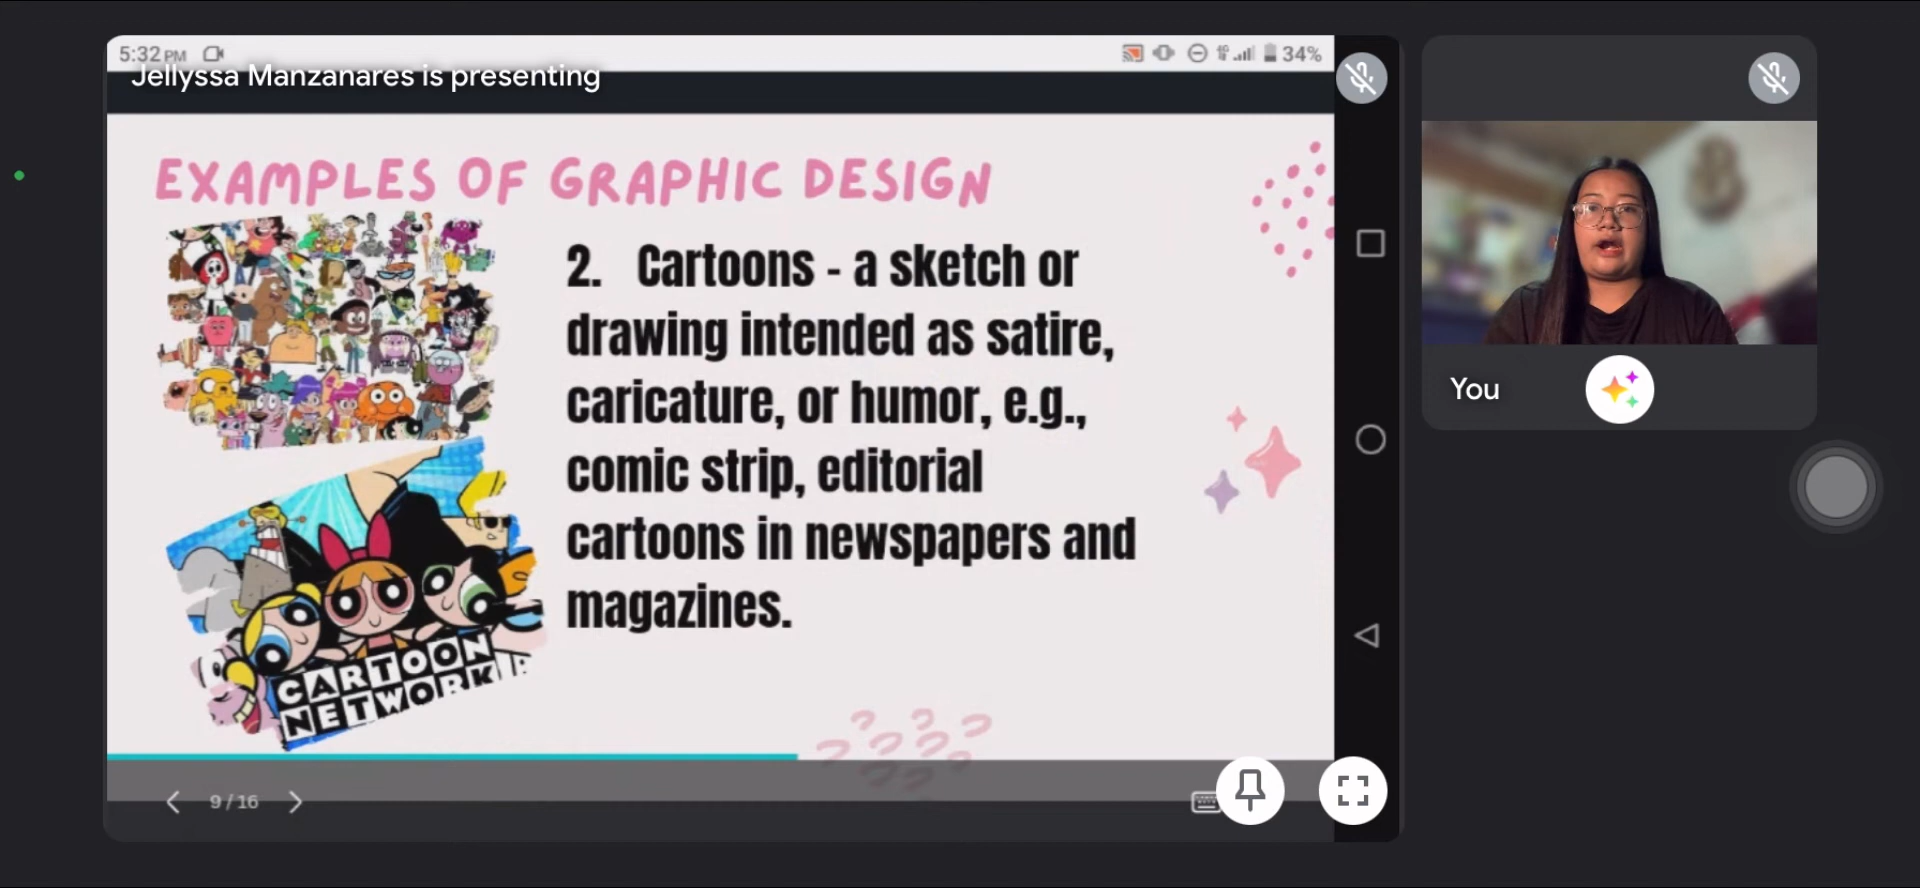 5:32 PM
34%
Jellyssa Manzanares is presenting
EXAMPLES OF GRAPHIC DESIGN
2. Cartoons - a sketch or
drawing intended as satire,
caricature, or humor, e.g.,
comic strip, editorial
cartoons in newspapers and
magazines.
CARTOON
NETWORK
9 / 16
You